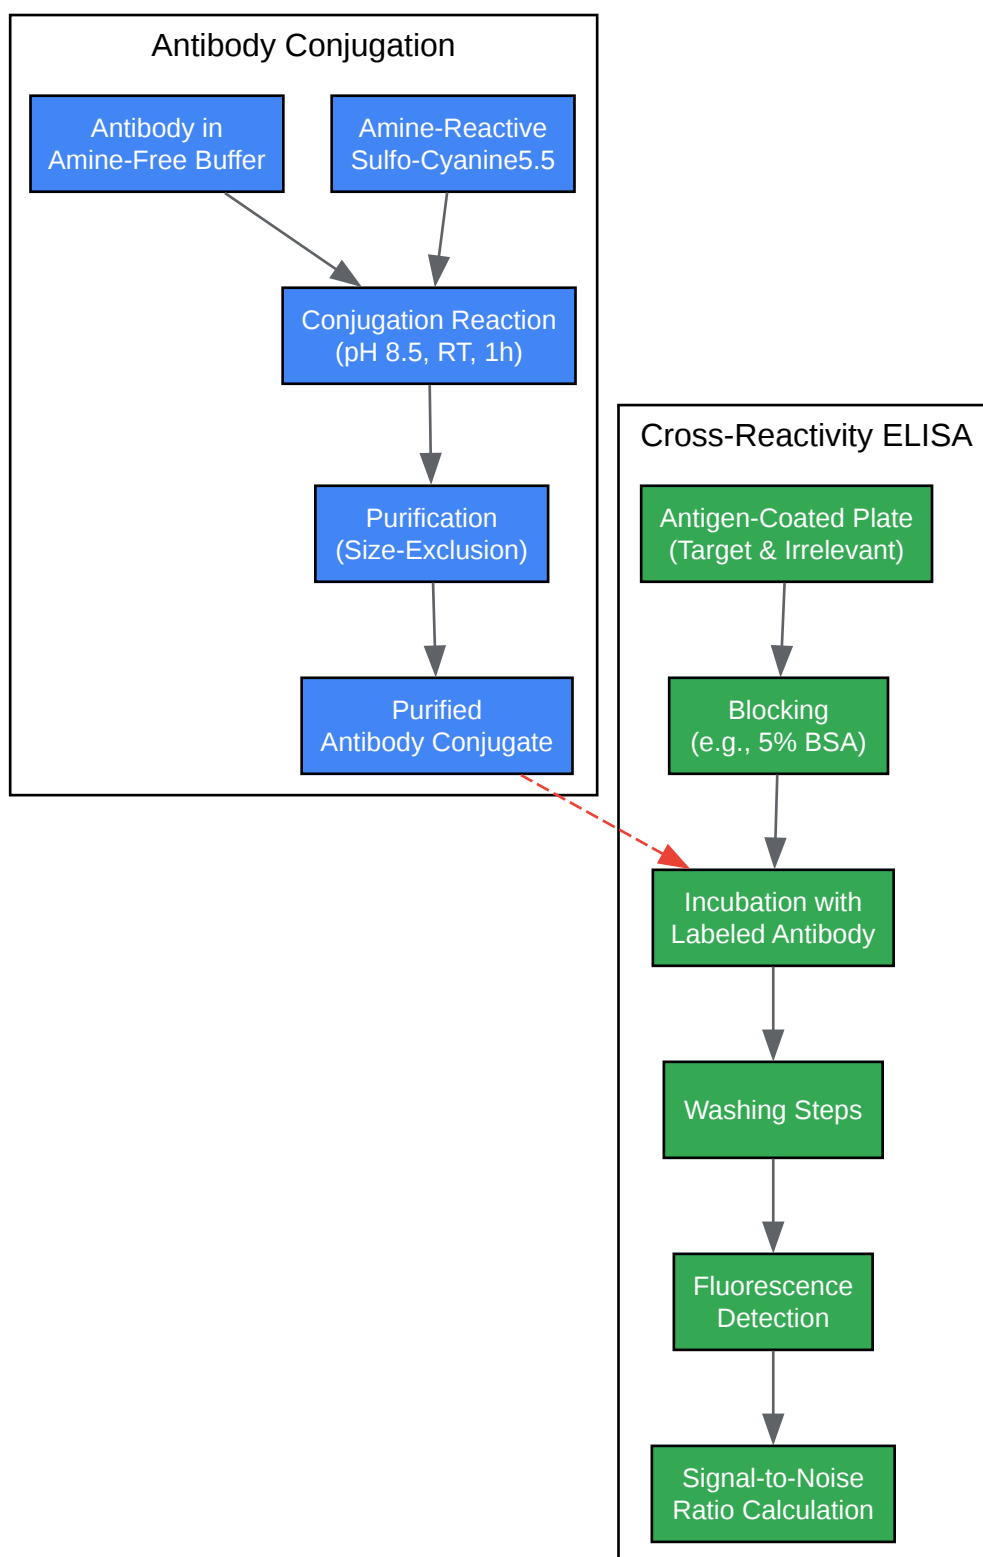 Antibody Conjugation
Antibody in
Amine-Free Buffer
Amine-Reactive
Sulfo-Cyanine5.5
Conjugation Reaction
(pH 8.5, RT, 1h)
Purification
(Size-Exclusion)
Purified
Antibody Conjugate
Cross-Reactivity ELISA
Antigen-Coated Plate
(Target & Irrelevant)
Blocking
(e.g., 5% BSA)
Incubation with
Labeled Antibody
Washing Steps
Fluorescence
Detection
Signal-to-Noise
Ratio Calculation